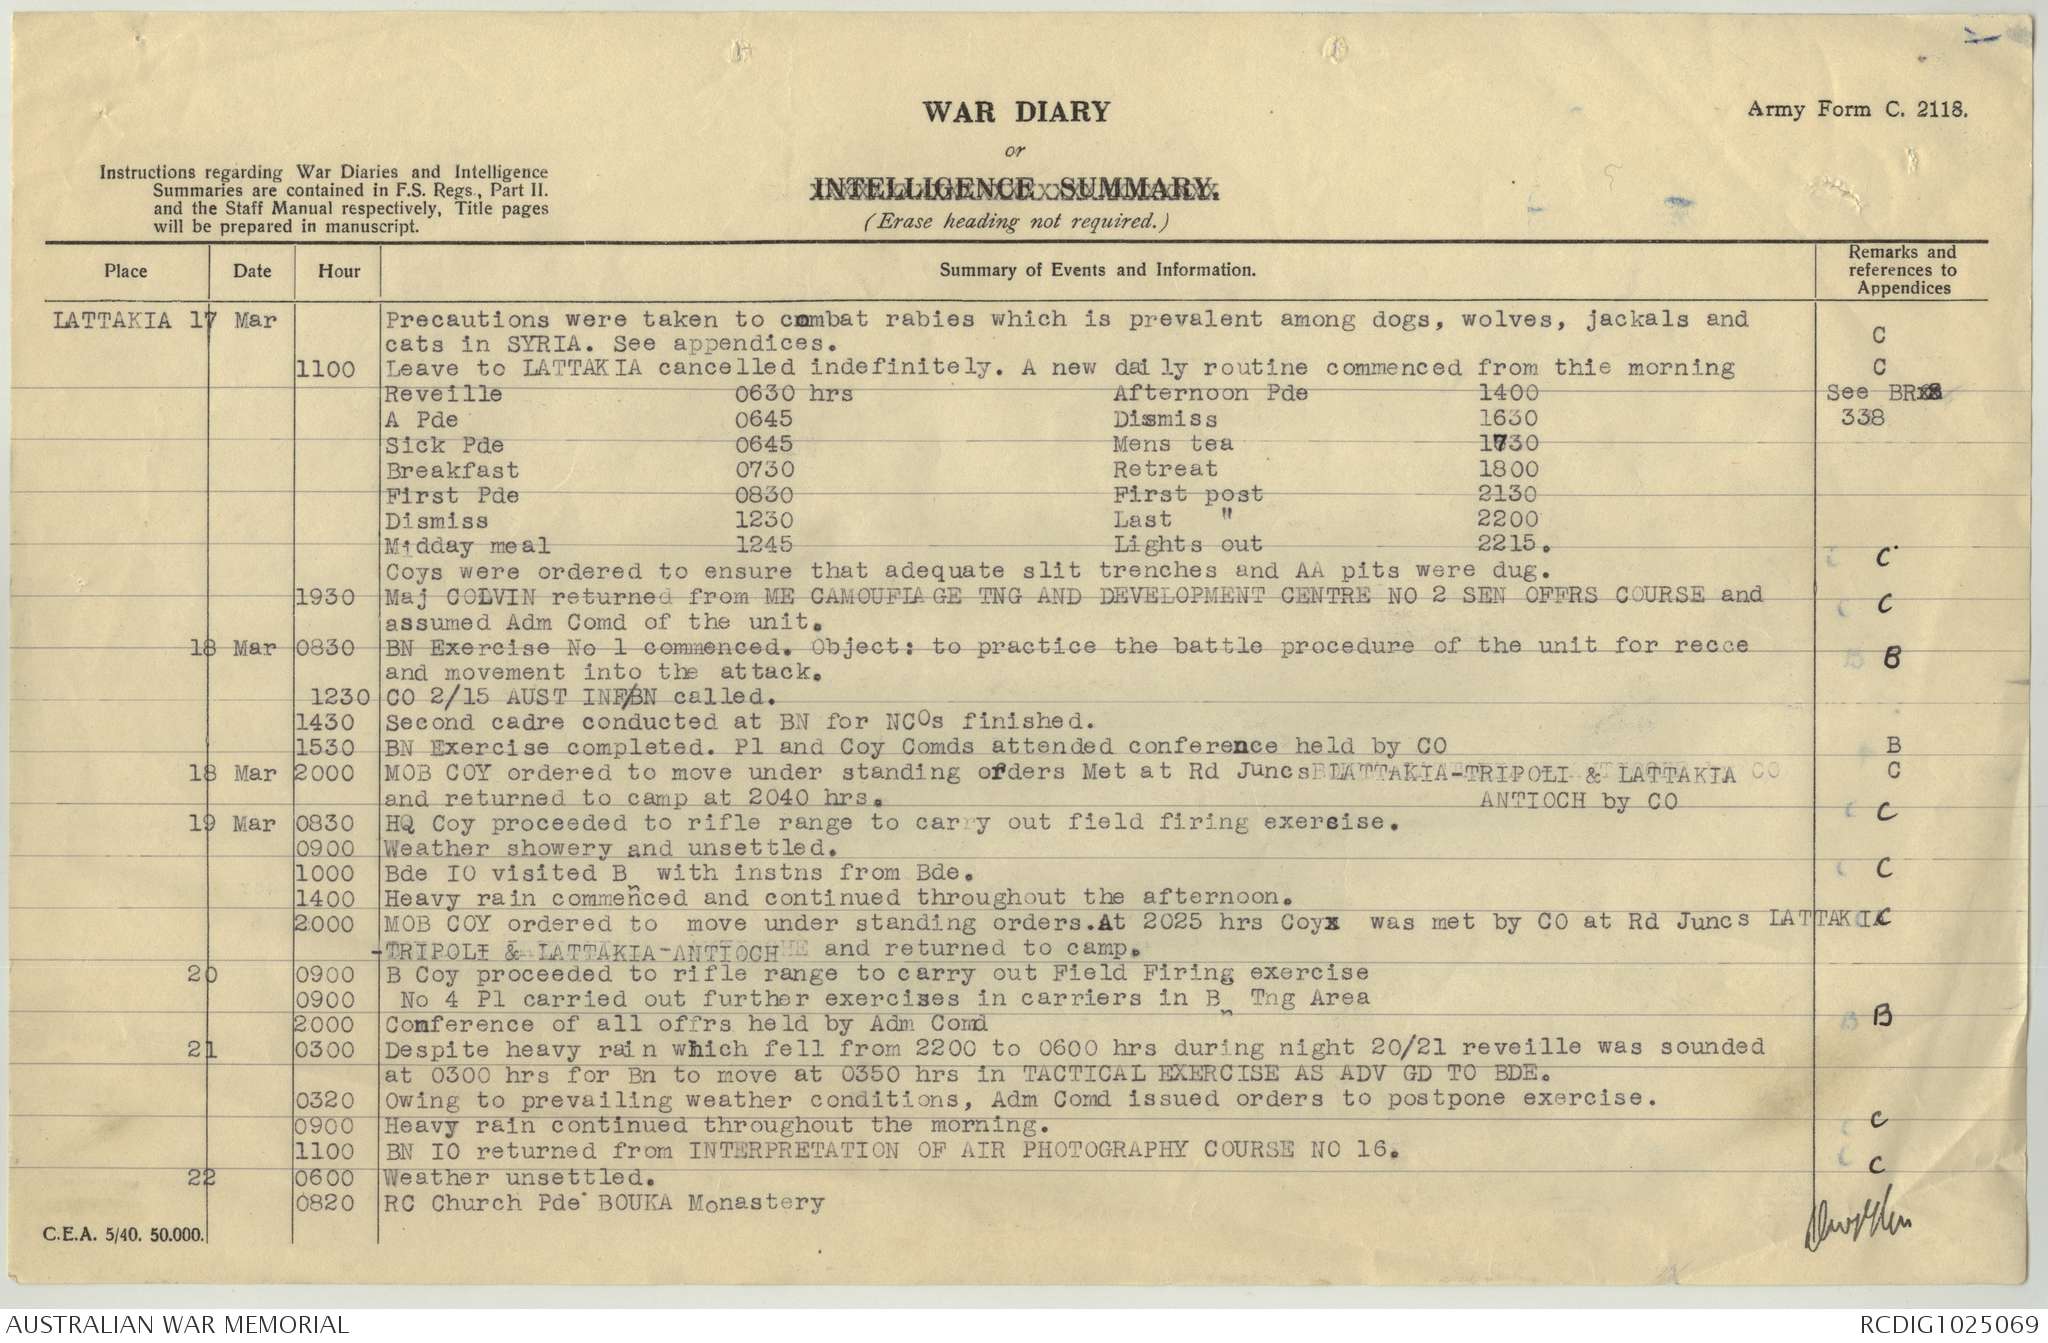 WAR DIARY
Army Form C. 2118.
or
Instructions regarding War Diaries and Intelligence
Summaries are contained in F.S. Regs., Part II.
and the Staff Manual respectively, Title pages
will be prepared in manuscript.
INTELLIGENCE SUMMARY.
(Erase heading not required.)
Place Date Hour Summary of Events and Information. Remarks and references to Appendices
LATTAKIA 17 Mar Precautions were taken to combat rabies which is prevalent among dogs, wolves, jackals and
cats in SYRIA. See appendices. C
1100 Leave to LATTAKIA cancelled indefinitely. A new daily routine commenced from thie morning C
Reveille 0630 hrs Afternoon Pde 1400 See BR
A Pde 0645 Dismiss 1630 338
Sick Pde 0645 Mens tea 1730
Breakfast 0730 Retreat 1800
First Pde 0830 First post 2130
Dismiss 1230 Last " 2200
Midday meal 1245 Lights out 2215.
Coys were ordered to ensure that adequate slit trenches and AA pits were dug. C
1930 Maj COLVIN returned from ME CAMOUFLAGE TNG AND DEVELOPMENT CENTRE NO 2 SEN OFFRS COURSE and C
assumed Adm Comd of the unit.
18 Mar 0830 BN Exercise No 1 commenced. Object: to practice the battle procedure of the unit for recce B
and movement into the attack.
1230 CO 2/15 AUST INF/BN called.
1430 Second cadre conducted at BN for NCOs finished.
1530 BN Exercise completed. Pl and Coy Comds attended conference held by CO B
18 Mar 2000 MOB COY ordered to move under standing orders Met at Rd Juncs LATTAKIA-TRIPOLI & LATTAKIA C
and returned to camp at 2040 hrs. ANTIOCH by CO
19 Mar 0830 HQ Coy proceeded to rifle range to carry out field firing exercise. C
0900 Weather showery and unsettled.
1000 Bde IO visited Bn with instns from Bde. C
1400 Heavy rain commenced and continued throughout the afternoon.
2000 MOB COY ordered to move under standing orders. At 2025 hrs Coyx was met by CO at Rd Juncs LATTAKIA C
-TRIPOLI & LATTAKIA-ANTIOCH and returned to camp.
20 0900 B Coy proceeded to rifle range to carry out Field Firing exercise
0900 No 4 Pl carried out further exercises in carriers in Bn Tng Area
2000 Conference of all offrs held by Adm Comd B
21 0300 Despite heavy rain which fell from 2200 to 0600 hrs during night 20/21 reveille was sounded
at 0300 hrs for Bn to move at 0350 hrs in TACTICAL EXERCISE AS ADV GD TO BDE.
0320 Owing to prevailing weather conditions, Adm Comd issued orders to postpone exercise.
0900 Heavy rain continued throughout the morning. C
1100 BN IO returned from INTERPRETATION OF AIR PHOTOGRAPHY COURSE NO 16. C
22 0600 Weather unsettled.
0820 RC Church Pde BOUKA Monastery
C.E.A. 5/40. 50.000.
AUSTRALIAN WAR MEMORIAL
RCDIG1025069